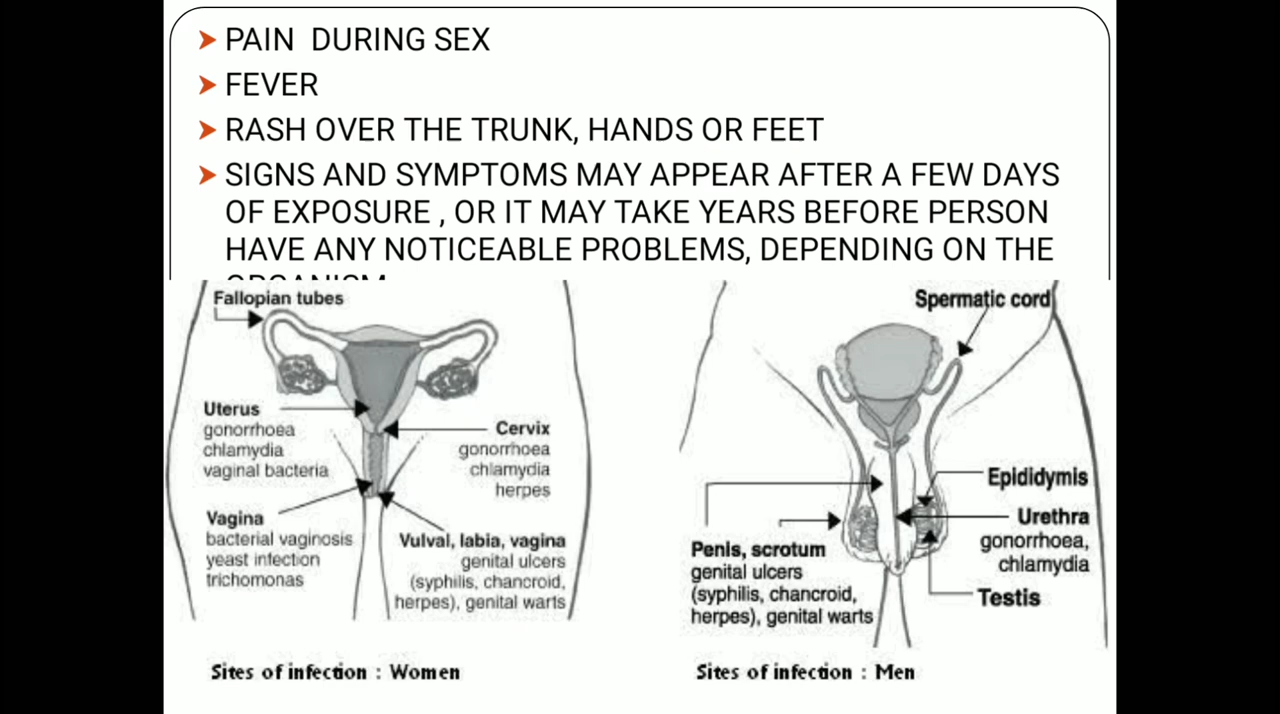 PAIN DURING SEX
FEVER
RASH OVER THE TRUNK, HANDS OR FEET
SIGNS AND SYMPTOMS MAY APPEAR AFTER A FEW DAYS
OF EXPOSURE , OR IT MAY TAKE YEARS BEFORE PERSON
HAVE ANY NOTICEABLE PROBLEMS, DEPENDING ON THE
Fallopian tubes
Uterus
gonorrhoea
chlamydia
vaginal bacteria
Cervix
gonorrhoea
chlamydia
herpes
Vagina
bacterial vaginosis
yeast infection
trichomonas
Vulval, labia, vagina
genital ulcers
(syphilis, chancroid,
herpes), genital warts
Sites of infection : Women
Spermatic cord
Epididymis
Urethra
gonorrhoea,
chlamydia
Testis
Penis, scrotum
genital ulcers
(syphilis, chancroid,
herpes), genital warts
Sites of infection : Men